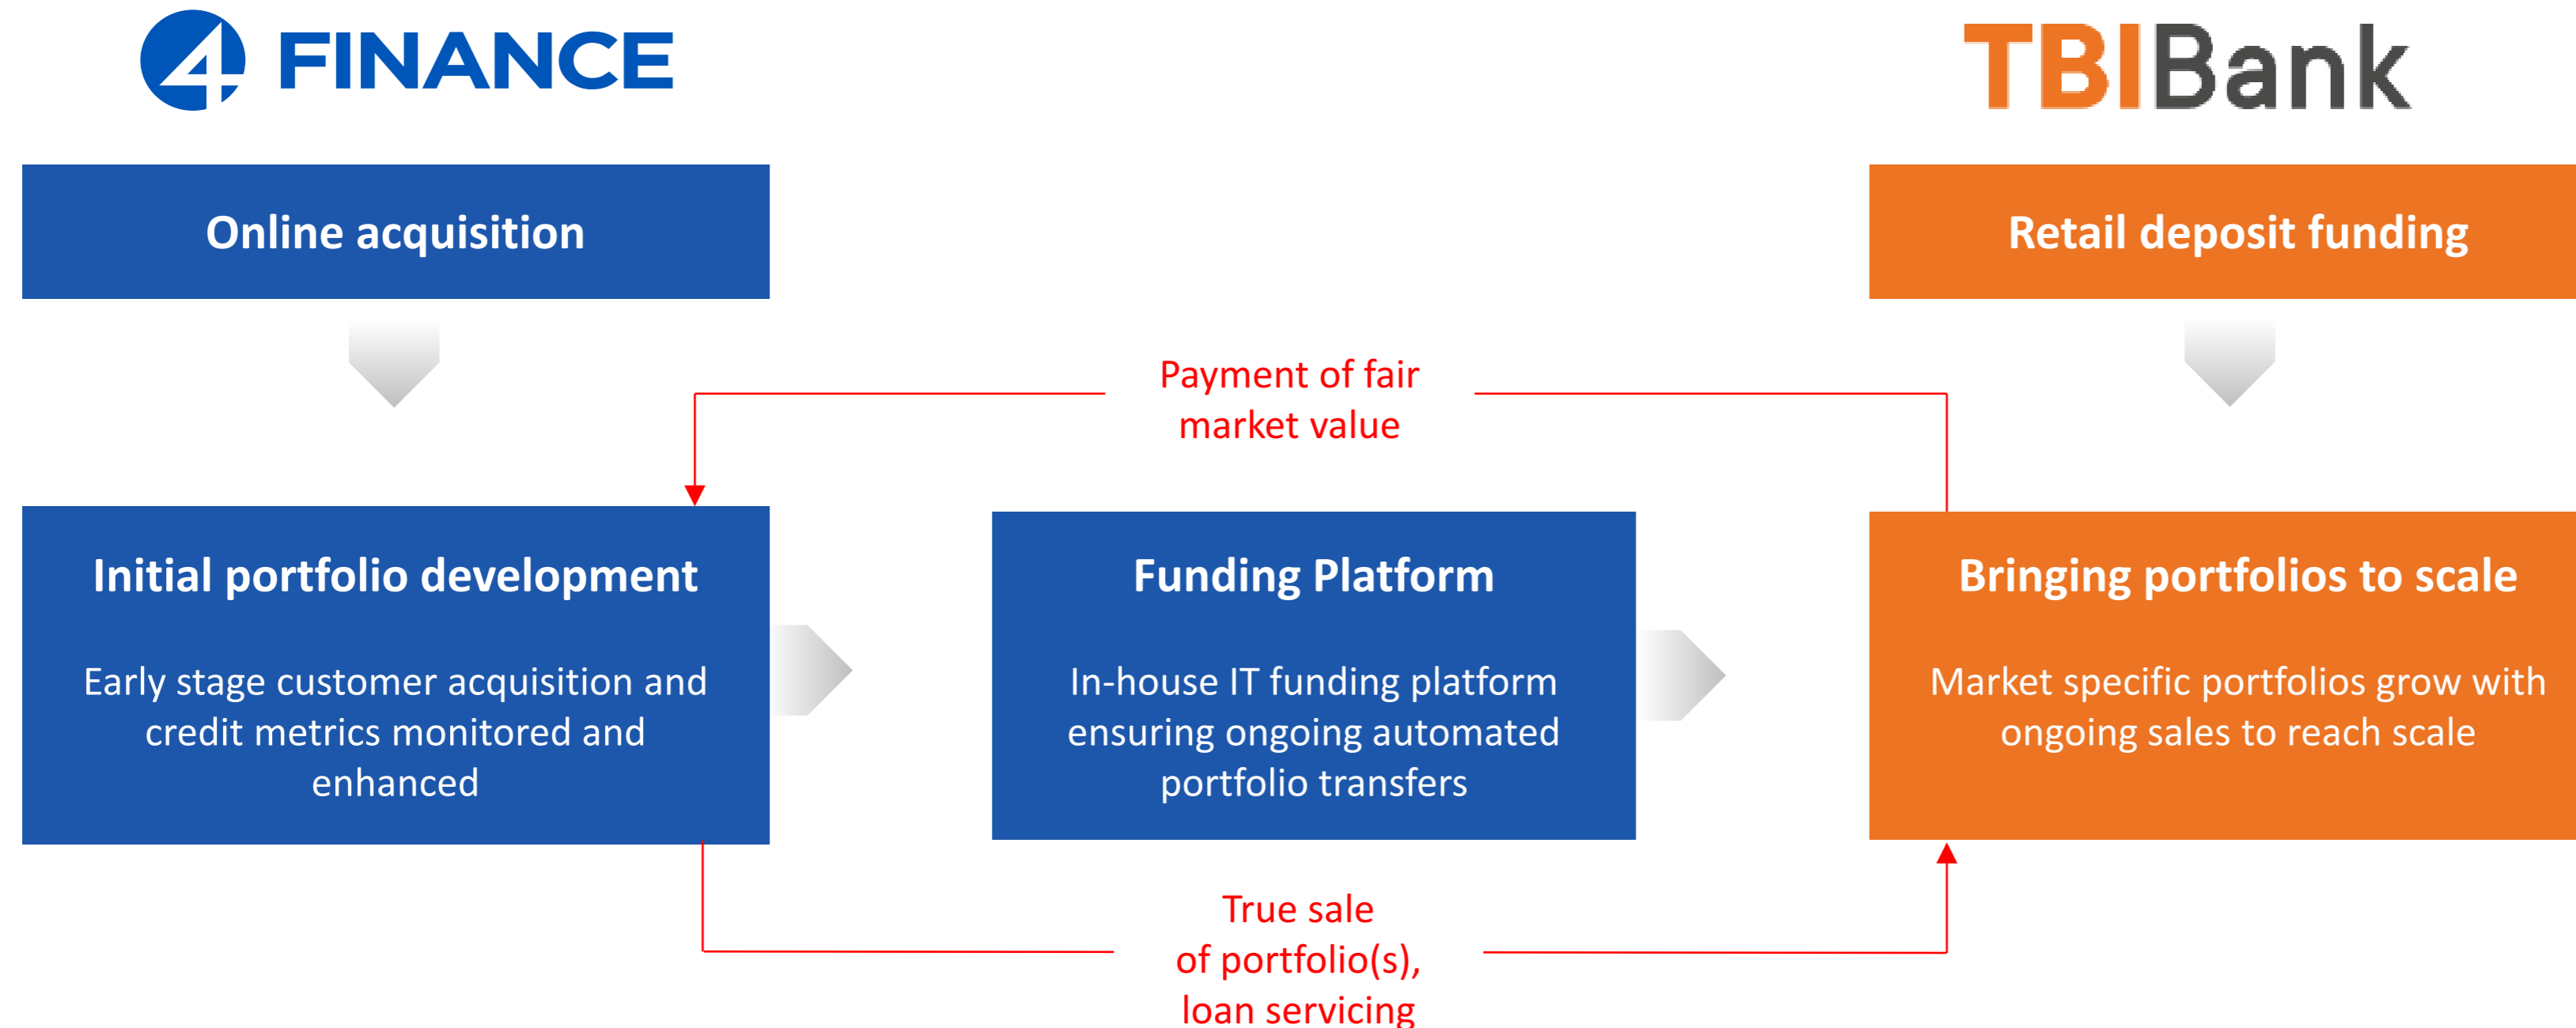 4 FINANCE
TBIBank
Online acquisition
Retail deposit funding
Payment of fair
market value
Initial portfolio development
Early stage customer acquisition and
credit metrics monitored and
enhanced
Funding Platform
In-house IT funding platform
ensuring ongoing automated
portfolio transfers
Bringing portfolios to scale
Market specific portfolios grow with
ongoing sales to reach scale
True sale
of portfolio(s),
loan servicing